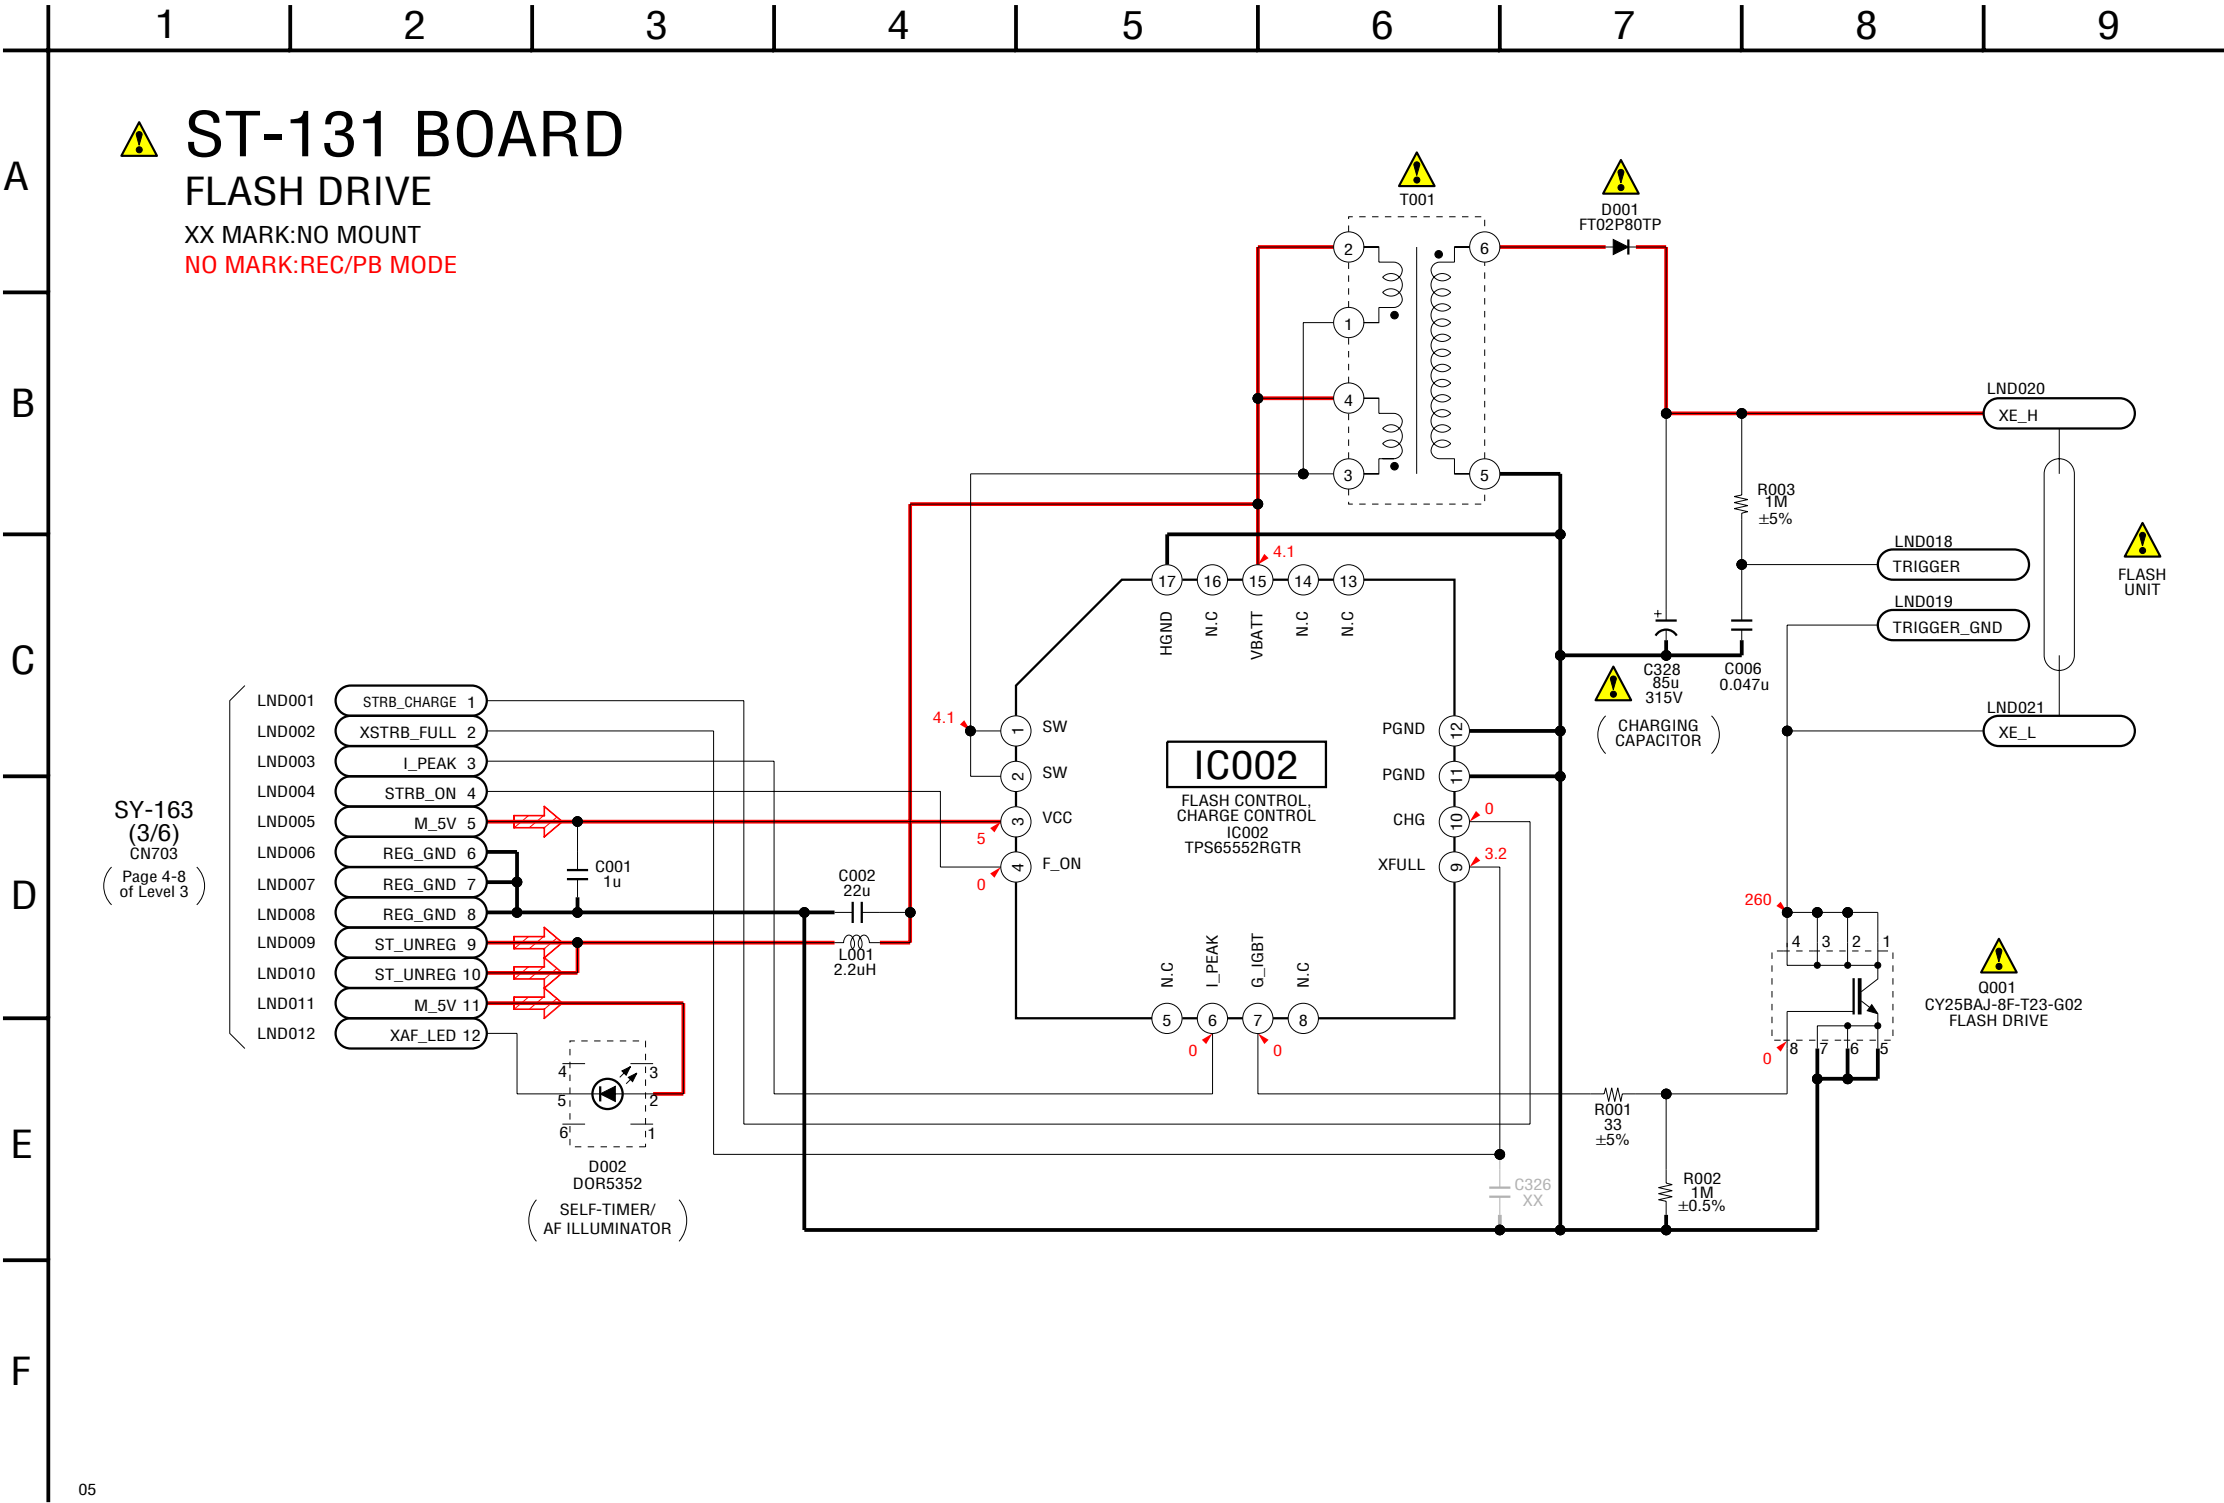 1 2 3 4 5 6 7 8 9
A
B
C
D
E
F
ST-131 BOARD
FLASH DRIVE
XX MARK:NO MOUNT
NO MARK:REC/PB MODE
T001
2
1
4
3
6
5
D001
FT02P80TP
LND020
XE_H
R003
1M
±5%
LND018
TRIGGER
LND019
TRIGGER_GND
FLASH
UNIT
LND021
XE_L
C328
85u
315V
CHARGING
CAPACITOR
C006
0.047u
4.1
17 16 15 14 13
HGND
N.C
VBATT
N.C
N.C
4.1
1 SW
2 SW
3 VCC
5
4 F_ON
0
IC002
FLASH CONTROL,
CHARGE CONTROL
IC002
TPS65552RGTR
PGND 12
PGND 11
CHG 10
0
XFULL 9
3.2
N.C
I_PEAK
G_IGBT
N.C
5 6 7 8
0
0
SY-163
(3/6)
CN703
Page 4-8
of Level 3
LND001 STRB_CHARGE 1
LND002 XSTRB_FULL 2
LND003 I_PEAK 3
LND004 STRB_ON 4
LND005 M_5V 5
LND006 REG_GND 6
LND007 REG_GND 7
LND008 REG_GND 8
LND009 ST_UNREG 9
LND010 ST_UNREG 10
LND011 M_5V 11
LND012 XAF_LED 12
C001
1u
C002
22u
L001
2.2uH
4 3
5 2
6 1
D002
DOR5352
SELF-TIMER/
AF ILLUMINATOR
260
4 3 2 1
0
8 7 6 5
Q001
CY25BAJ-8F-T23-G02
FLASH DRIVE
R001
33
±5%
R002
1M
±0.5%
C326
XX
05